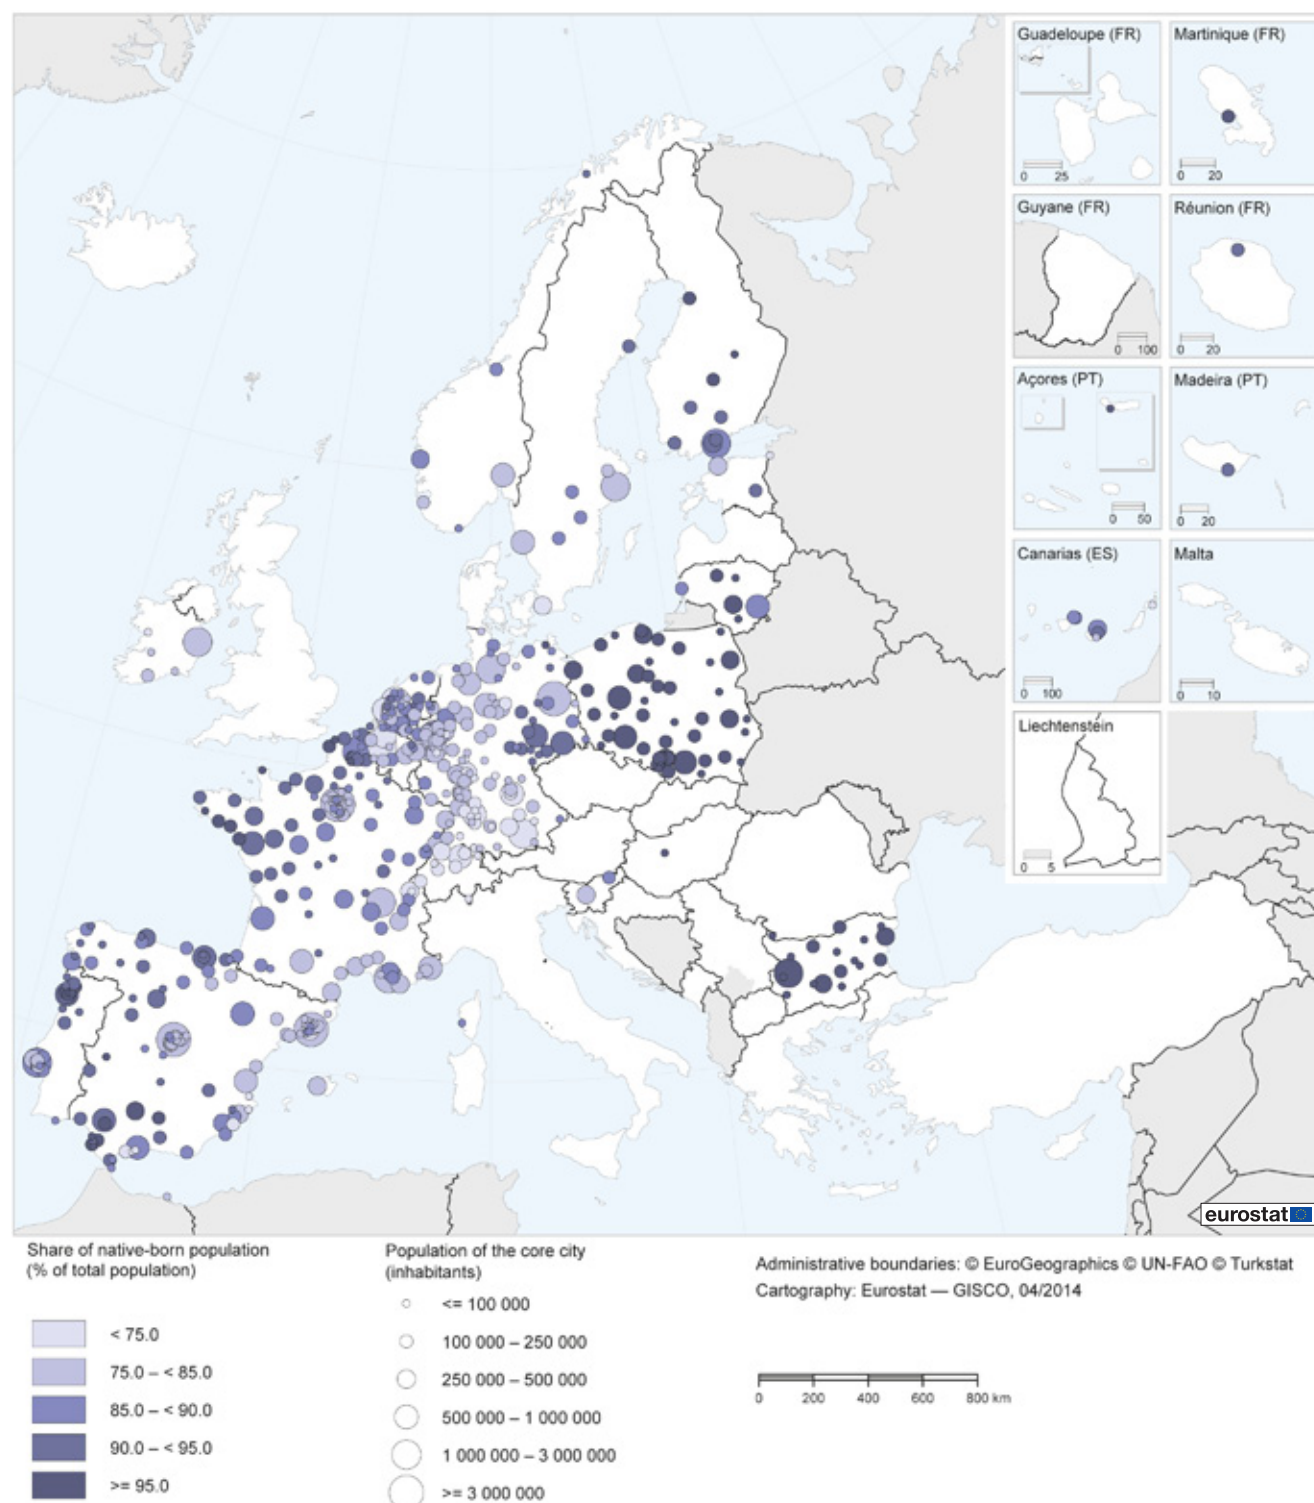 Guadeloupe (FR)
0 25
Martinique (FR)
0 20
Guyane (FR)
0 100
Réunion (FR)
0 20
Açores (PT)
0 50
Madeira (PT)
0 20
Canarias (ES)
0 100
Malta
0 10
Liechtenstein
0 5
eurostat
Share of native-born population
(% of total population)
< 75.0
75.0 – < 85.0
85.0 – < 90.0
90.0 – < 95.0
>= 95.0
Population of the core city
(inhabitants)
<= 100 000
100 000 – 250 000
250 000 – 500 000
500 000 – 1 000 000
1 000 000 – 3 000 000
>= 3 000 000
Administrative boundaries: © EuroGeographics © UN-FAO © Turkstat
Cartography: Eurostat — GISCO, 04/2014
0 200 400 600 800 km